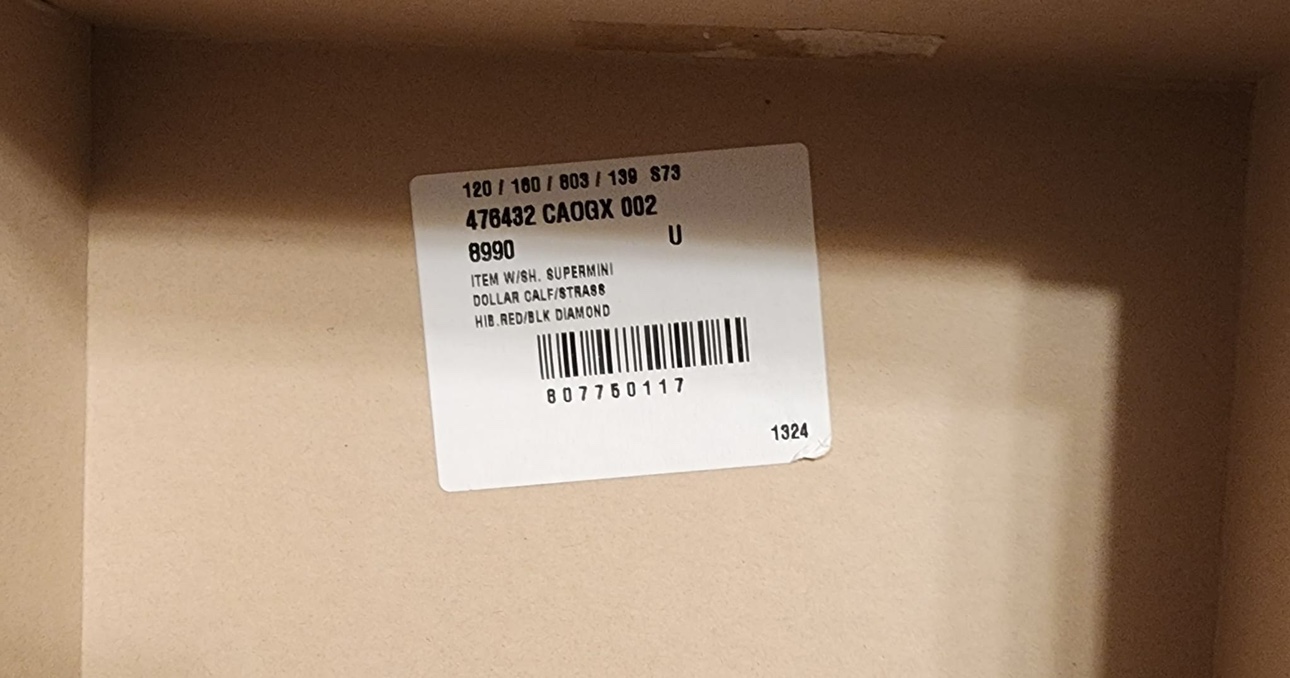 120 / 160 / 803 / 139 S73
476432 CAOGX 002
8990 U
ITEM W/SH. SUPERMINI
DOLLAR CALF/STRASS
HIB.RED/BLK DIAMOND
807750117
1324